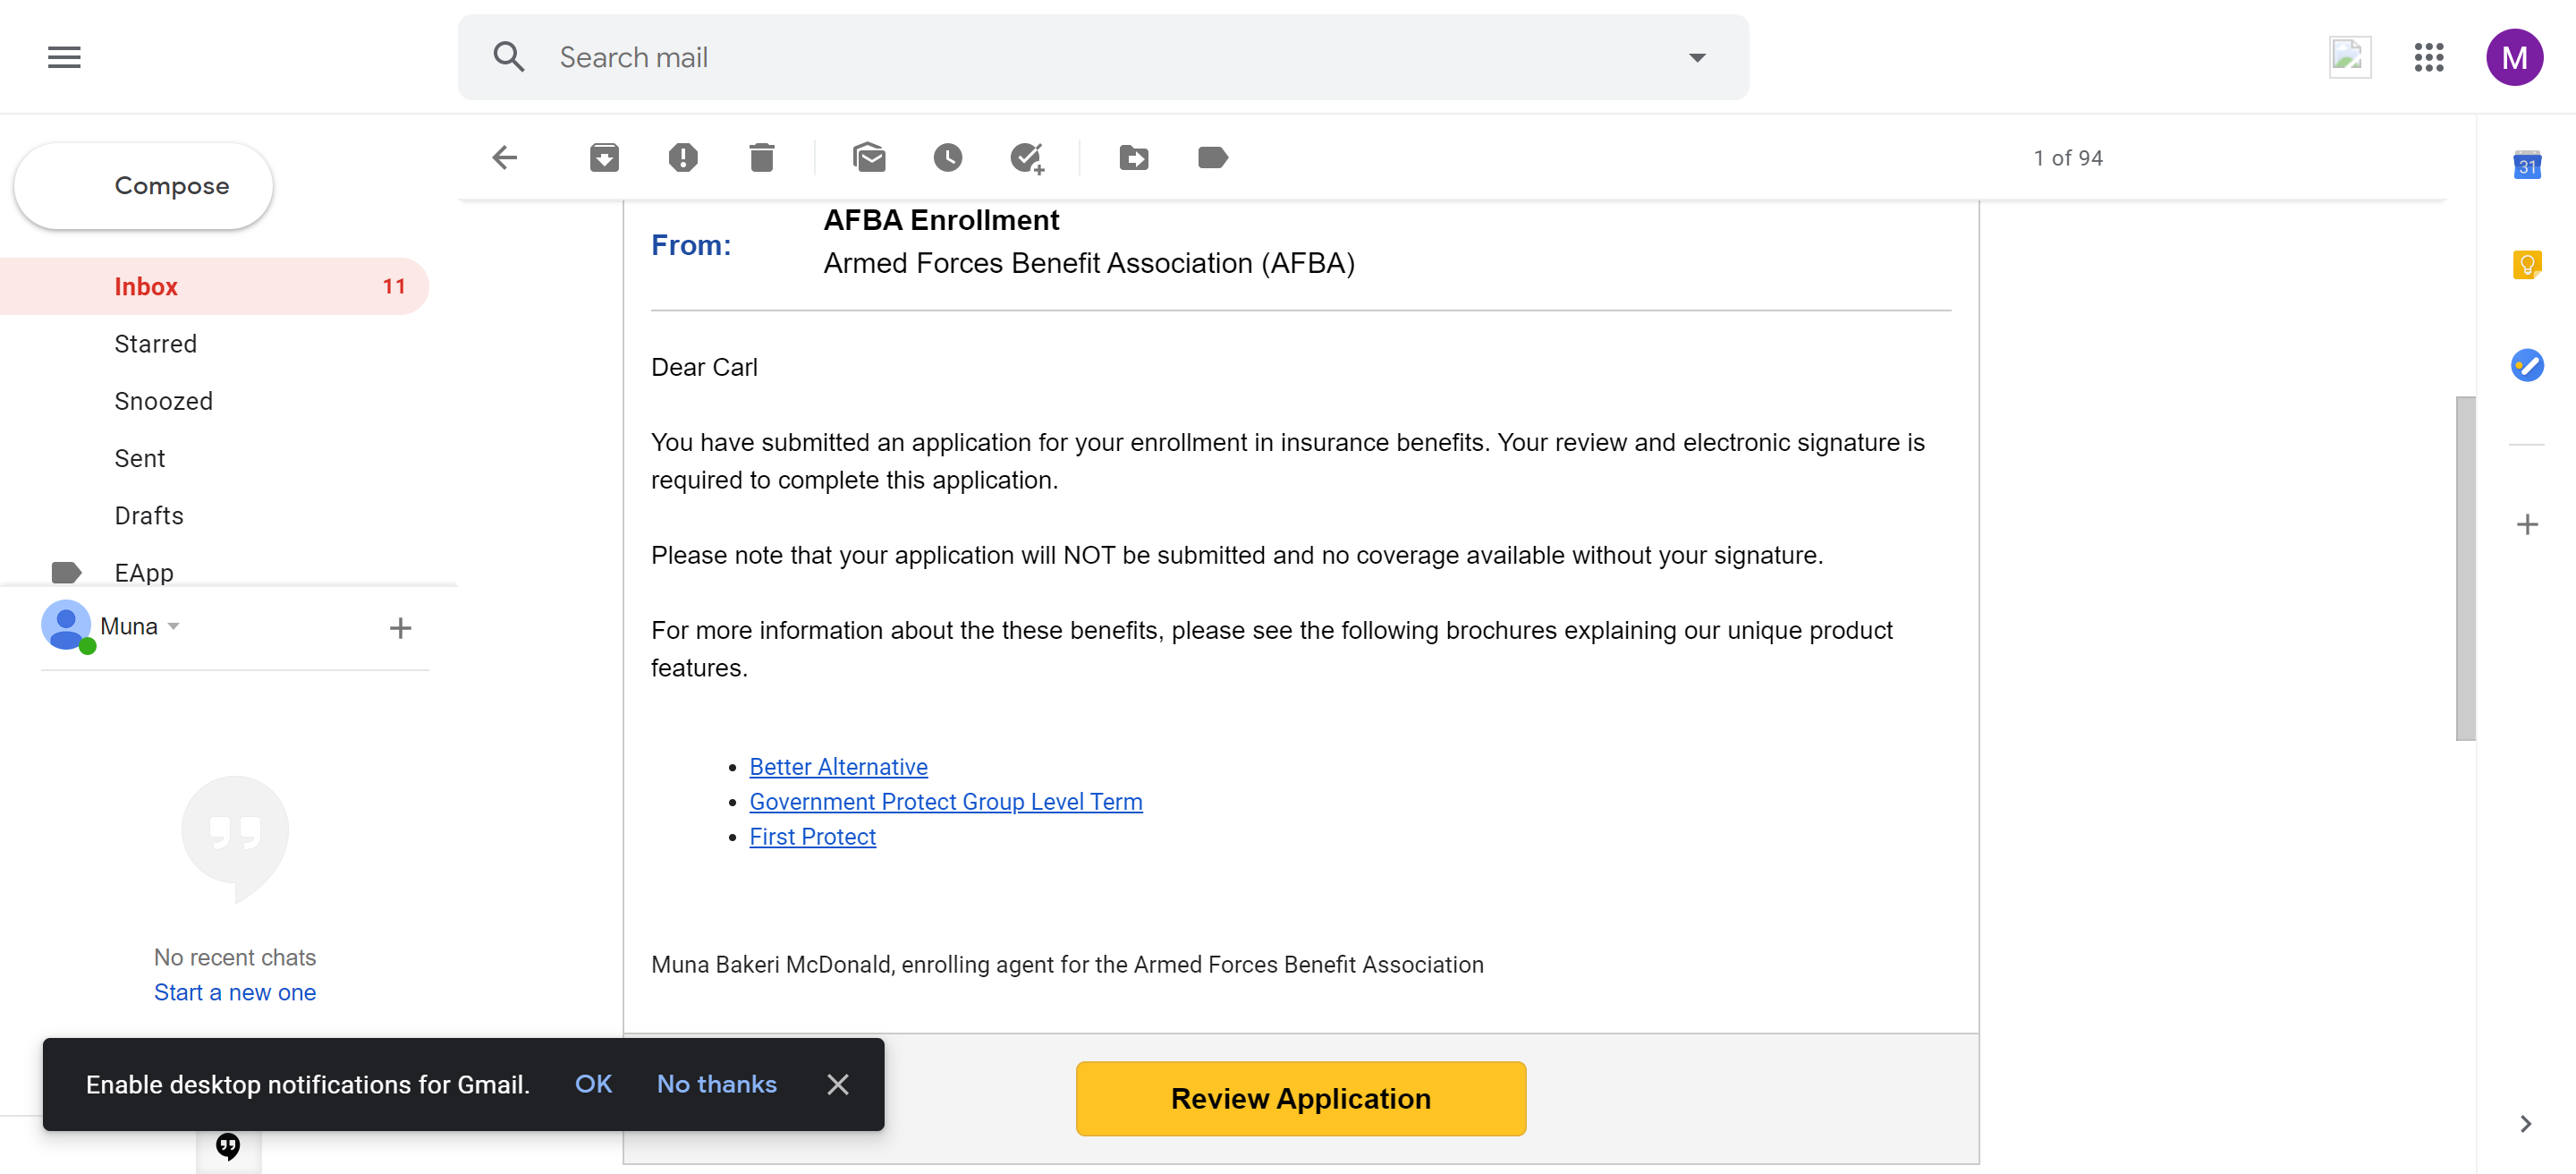 Search mail
M
Compose
1 of 94
31
Inbox 11
Starred
Snoozed
Sent
Drafts
EApp
Muna
No recent chats
Start a new one
From:
AFBA Enrollment
Armed Forces Benefit Association (AFBA)
Dear Carl
You have submitted an application for your enrollment in insurance benefits. Your review and electronic signature is
required to complete this application.
Please note that your application will NOT be submitted and no coverage available without your signature.
For more information about the these benefits, please see the following brochures explaining our unique product
features.
• Better Alternative
• Government Protect Group Level Term
• First Protect
Muna Bakeri McDonald, enrolling agent for the Armed Forces Benefit Association
Enable desktop notifications for Gmail. OK No thanks
Review Application